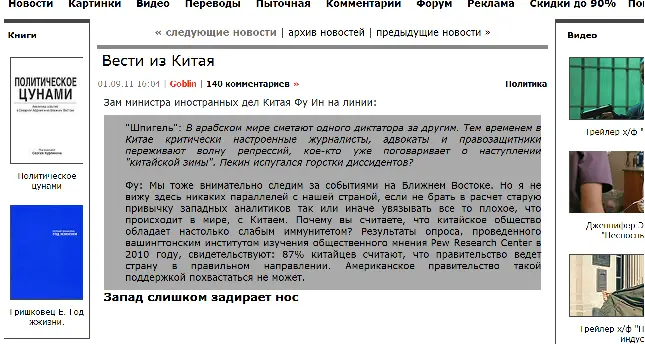 Новости Картинки Видео Переводы Пыточная Комментарии Форум Реклама Скидки до 90%
Книги
ПОЛИТИЧЕСКОЕ
ЦУНАМИ
Политическое
цунами
Гришковец Е. Год
жжизни.
« следующие новости | архив новостей | предыдущие новости »
Вести из Китая
01.09.11 16:04 | Goblin | 140 комментариев »
Политика
Зам министра иностранных дел Китая Фу Ин на линии:
"Шпигель": В арабском мире сметают одного диктатора за другим. Тем временем в
Китае критически настроенные журналисты, адвокаты и правозащитники
переживают волну репрессий, кое-кто уже поговаривает о наступлении
"китайской зимы". Пекин испугался горстки диссидентов?
Фу: Мы тоже внимательно следим за событиями на Ближнем Востоке. Но я не
вижу здесь никаких параллелей с нашей страной, если не брать в расчет старую
привычку западных аналитиков так или иначе увязывать все то плохое, что
происходит в мире, с Китаем. Почему вы считаете, что китайское общество
обладает настолько слабым иммунитетом? Результаты опроса, проведенного
вашингтонским институтом изучения общественного мнения Pew Research Center в
2010 году, свидетельствуют: 87% китайцев считают, что правительство ведет
страну в правильном направлении. Американское правительство такой
поддержкой похвастаться не может.
Запад слишком задирает нос
Видео
Трейлер х/ф "
Дженнифер Э
"Несносн
Трейлер х/ф "П
индус